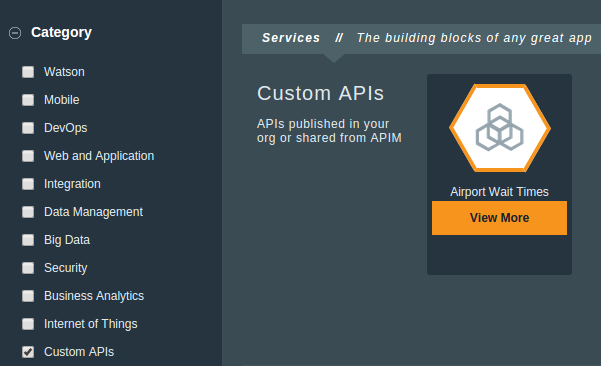 Category
Watson
Mobile
DevOps
Web and Application
Integration
Data Management
Big Data
Security
Business Analytics
Internet of Things
Custom APIs
Services // The building blocks of any great app
Custom APIs
APIs published in your
org or shared from APIM
Airport Wait Times
View More